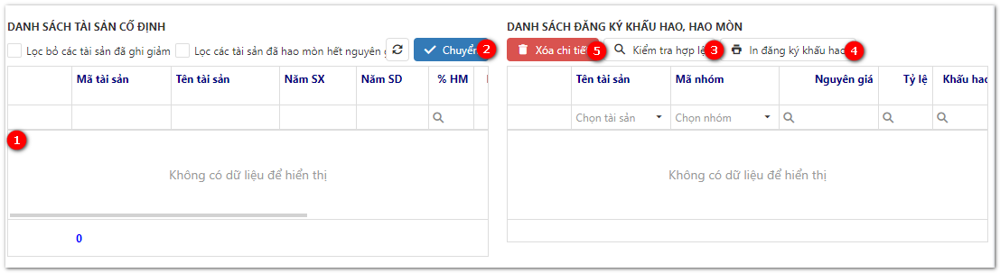 DANH SÁCH TÀI SẢN CỐ ĐỊNH
Lọc bỏ các tài sản đã ghi giảm Lọc các tài sản đã hao mòn hết nguyên Chuyển 2
Mã tài sản Tên tài sản Năm SX Năm SD % HM
1
Không có dữ liệu để hiển thị
0
DANH SÁCH ĐĂNG KÝ KHẤU HAO, HAO MÒN
Xóa chi tiết 5 Kiểm tra hợp lệ 3 In đăng ký khấu hao 4
Tên tài sản Mã nhóm Nguyên giá Tỷ lệ Khấu hao
Chọn tài sản Chọn nhóm
Không có dữ liệu để hiển thị